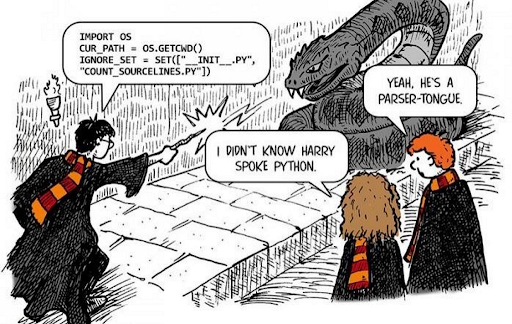 IMPORT OS
CUR_PATH = OS.GETCWD()
IGNORE_SET = SET(["__INIT__.PY",
"COUNT_SOURCELINES.PY"])
YEAH, HE'S A
PARSER-TONGUE.
I DIDN'T KNOW HARRY
SPOKE PYTHON.